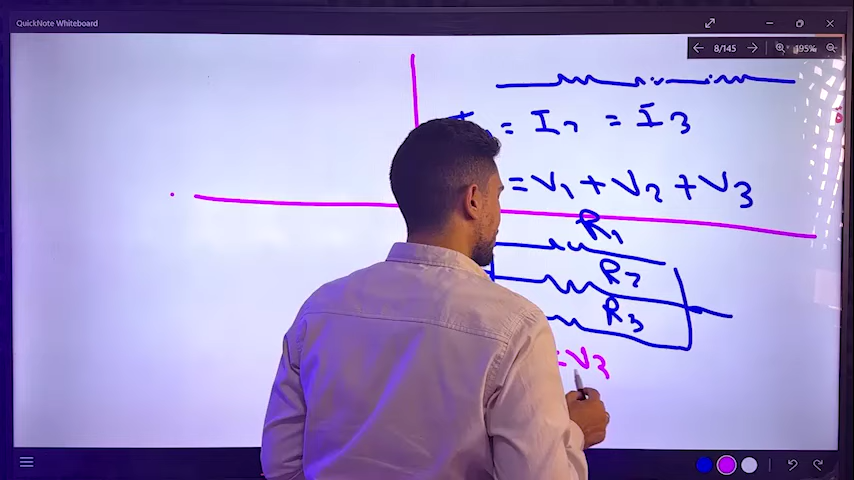 QuickNote Whiteboard
8/145
195%
= I2 = I3
= V1 + V2 + V3
R1
R2
R3
= V3